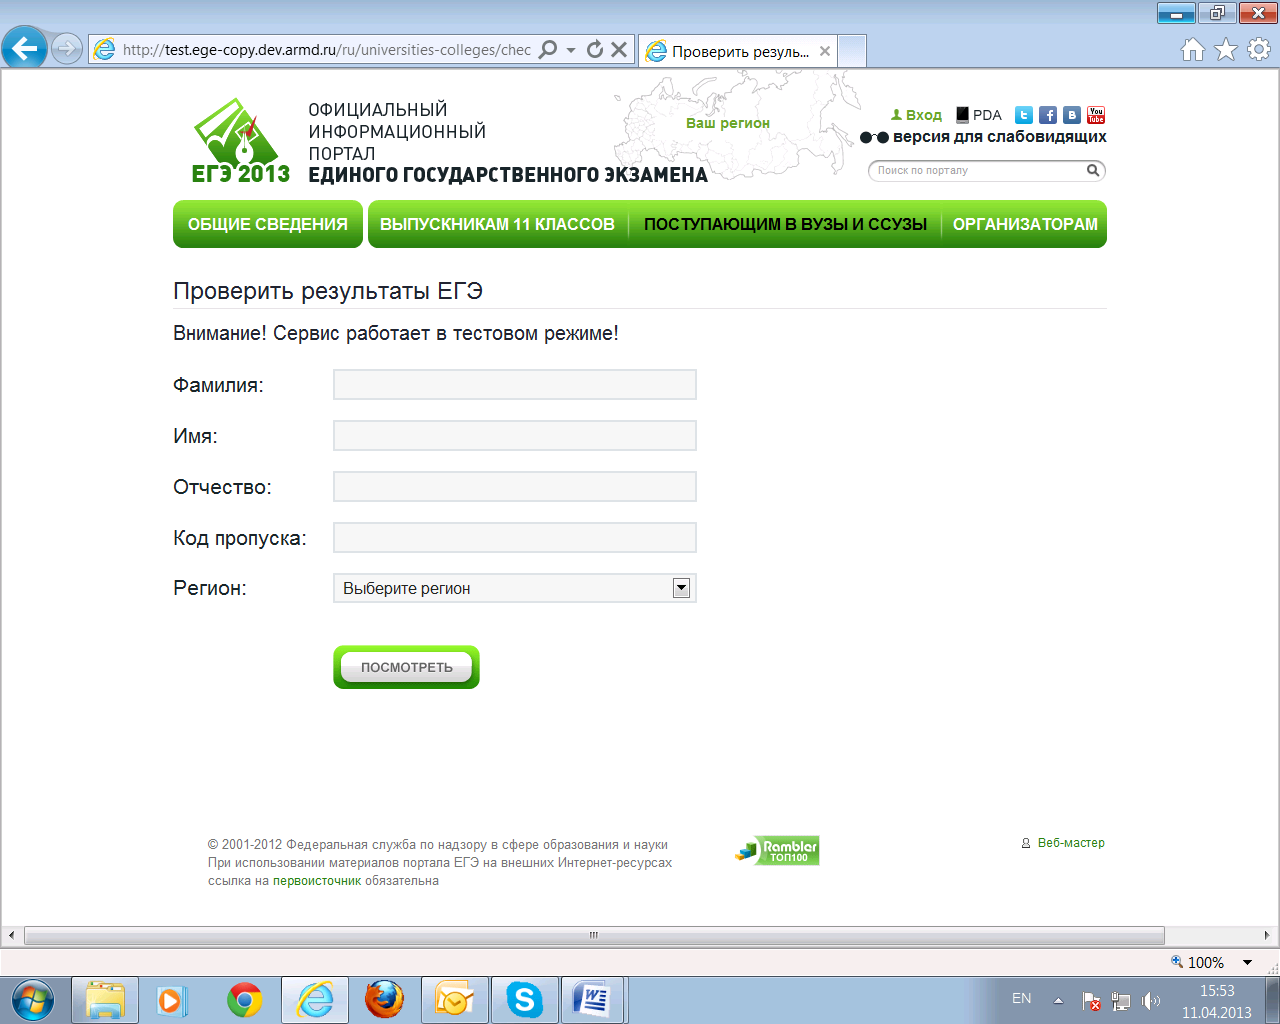 http://test.ege-copy.dev.armd.ru/ru/universities-colleges/chec
Проверить резуль...
ЕГЭ 2013
ОФИЦИАЛЬНЫЙ
ИНФОРМАЦИОННЫЙ
ПОРТАЛ
ЕДИНОГО ГОСУДАРСТВЕННОГО ЭКЗАМЕНА
Ваш регион
Вход PDA
You Tube
версия для слабовидящих
Поиск по порталу
ОБЩИЕ СВЕДЕНИЯ ВЫПУСКНИКАМ 11 КЛАССОВ ПОСТУПАЮЩИМ В ВУЗЫ И ССУЗЫ ОРГАНИЗАТОРАМ
Проверить результаты ЕГЭ
Внимание! Сервис работает в тестовом режиме!
Фамилия:
Имя:
Отчество:
Код пропуска:
Регион: Выберите регион
ПОСМОТРЕТЬ
© 2001-2012 Федеральная служба по надзору в сфере образования и науки
При использовании материалов портала ЕГЭ на внешних Интернет-ресурсах
ссылка на первоисточник обязательна
Rambler
ТОП100
Веб-мастер
100%
EN
15:53
11.04.2013